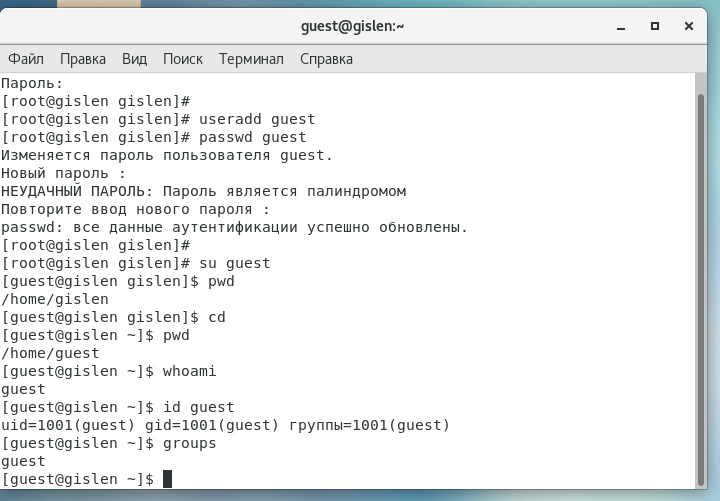 guest@gislen:~
Файл Правка Вид Поиск Терминал Справка
Пароль:
[root@gislen gislen]#
[root@gislen gislen]# useradd guest
[root@gislen gislen]# passwd guest
Изменяется пароль пользователя guest.
Новый пароль :
НЕУДАЧНЫЙ ПАРОЛЬ: Пароль является палиндромом
Повторите ввод нового пароля :
passwd: все данные аутентификации успешно обновлены.
[root@gislen gislen]#
[root@gislen gislen]# su guest
[guest@gislen gislen]$ pwd
/home/gislen
[guest@gislen gislen]$ cd
[guest@gislen ~]$ pwd
/home/guest
[guest@gislen ~]$ whoami
guest
[guest@gislen ~]$ id guest
uid=1001(guest) gid=1001(guest) группы=1001(guest)
[guest@gislen ~]$ groups
guest
[guest@gislen ~]$